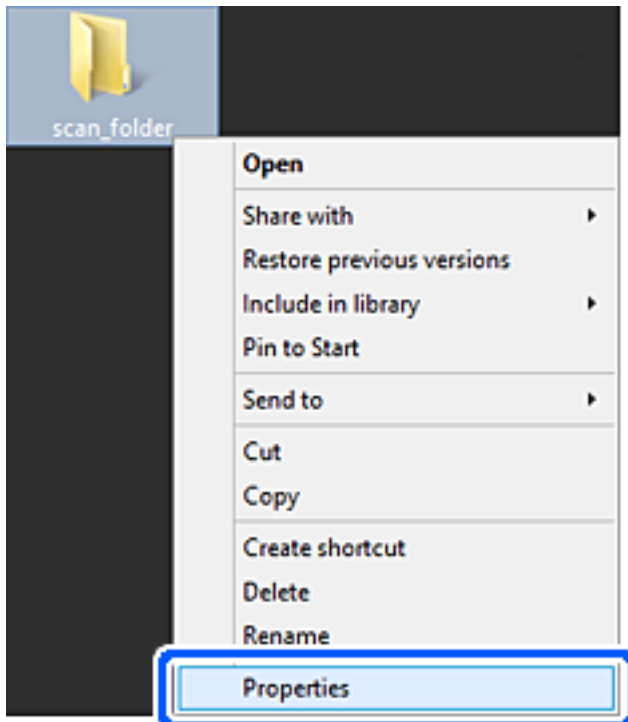 scan_folder
Open
Share with
Restore previous versions
Include in library
Pin to Start
Send to
Cut
Copy
Create shortcut
Delete
Rename
Properties